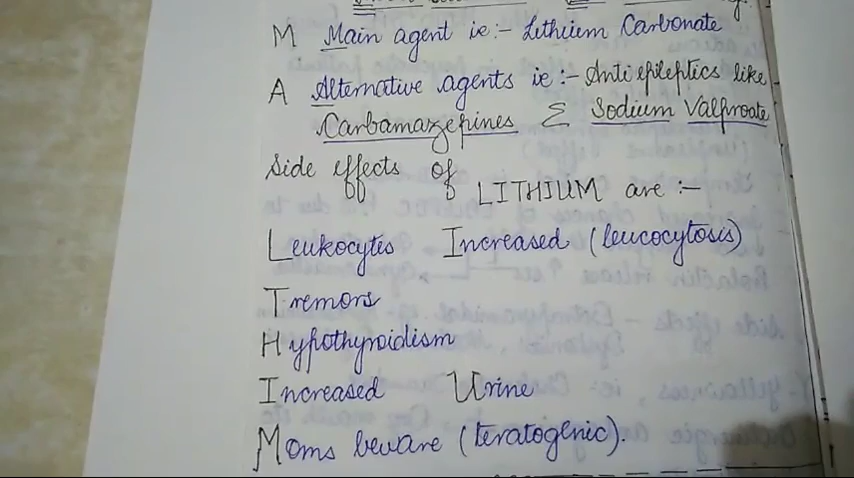 M Main agent ie:- Lithium Carbonate
A Alternative agents ie:- Antiepileptics like
Carbamazepines & Sodium Valproate
Side effects of LITHIUM are :-
Leukocytes Increased (leucocytosis)
Tremors
Hypothyroidism
Increased Urine
Moms beware (teratogenic).